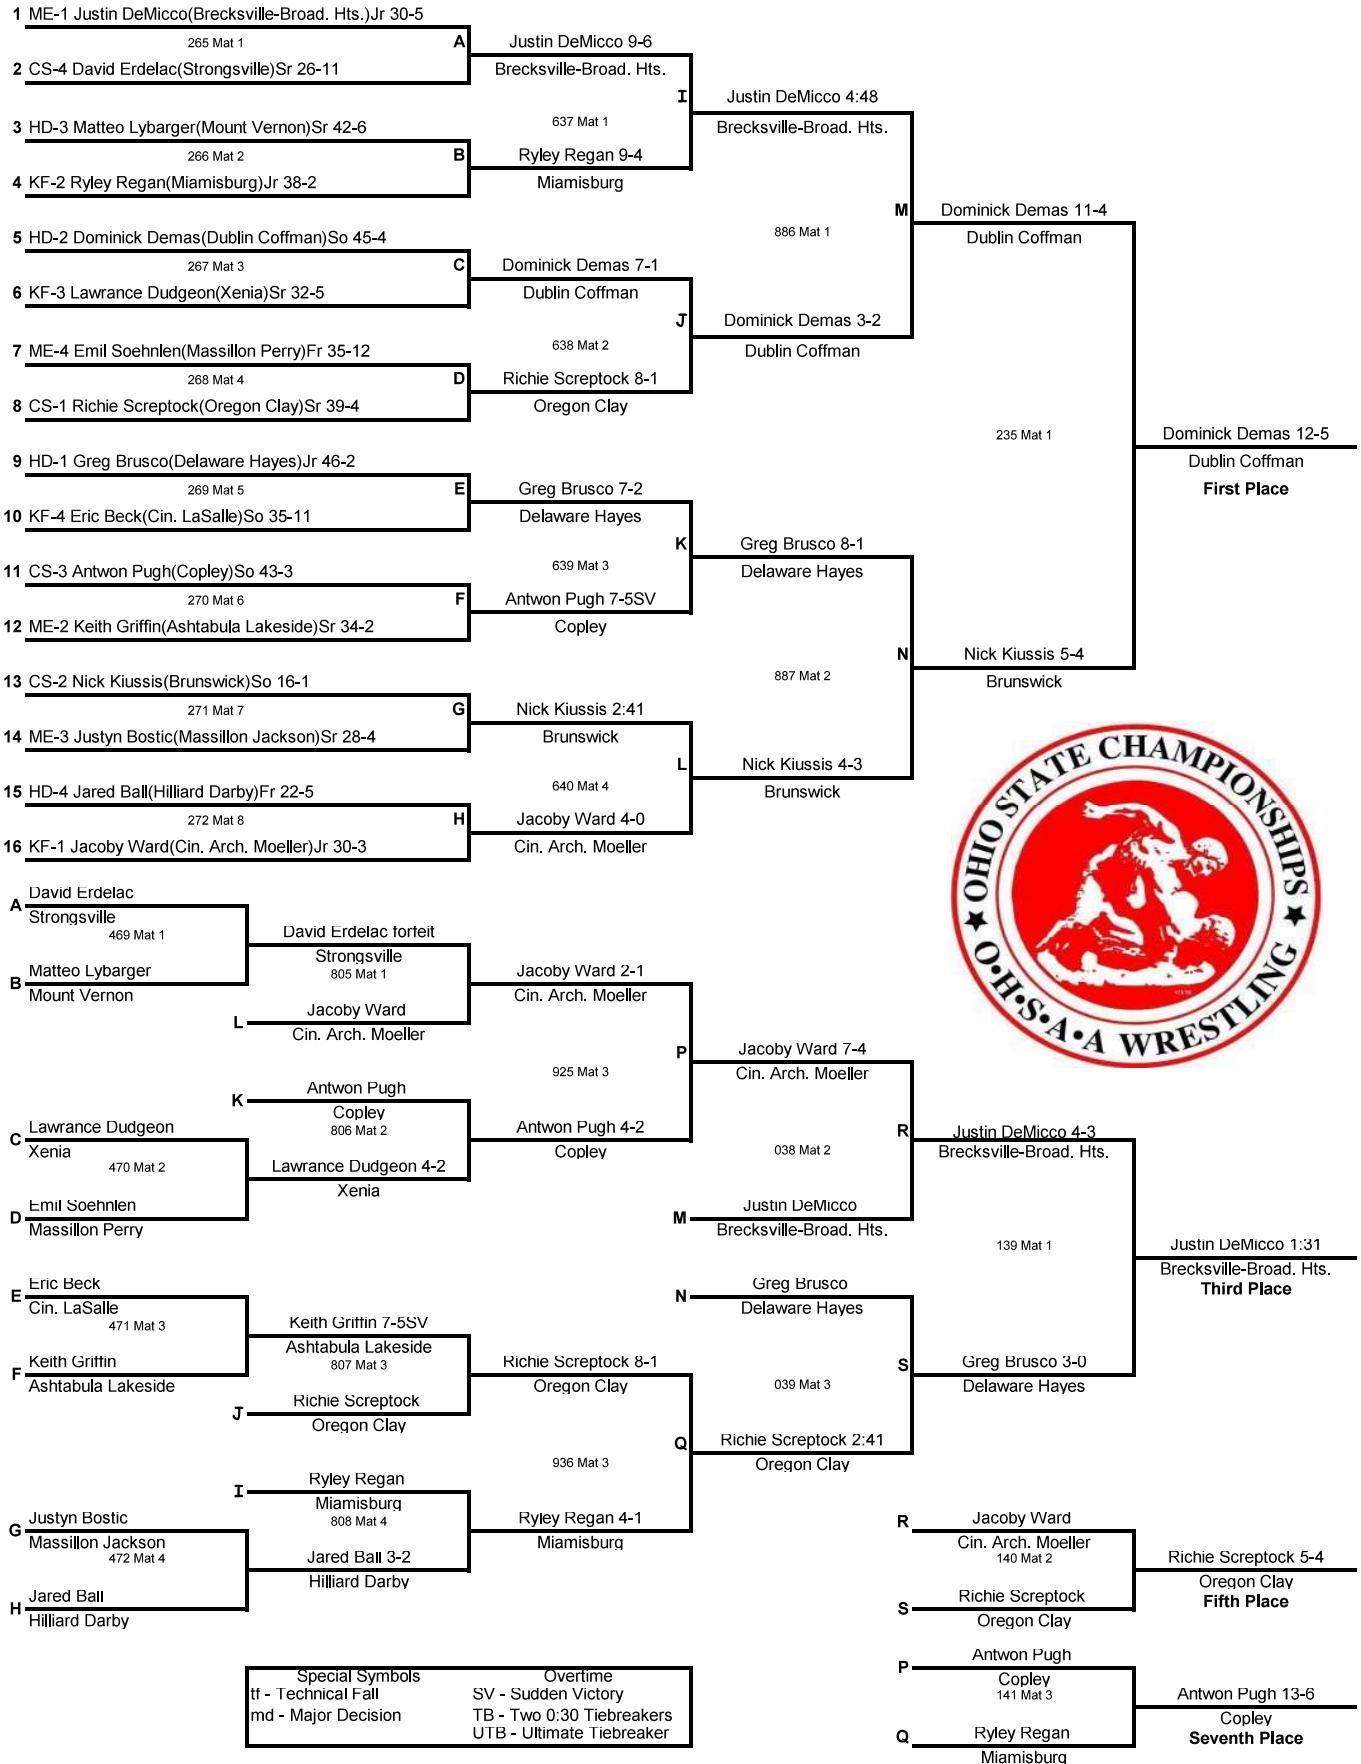 1 ME-1 Justin DeMicco(Brecksville-Broad. Hts.)Jr 30-5
265 Mat 1
A
2 CS-4 David Erdelac(Strongsville)Sr 26-11
Justin DeMicco 9-6
Brecksville-Broad. Hts.
3 HD-3 Matteo Lybarger(Mount Vernon)Sr 42-6
266 Mat 2
B
4 KF-2 Ryley Regan(Miamisburg)Jr 38-2
637 Mat 1
I
Ryley Regan 9-4
Miamisburg
Justin DeMicco 4:48
Brecksville-Broad. Hts.
5 HD-2 Dominick Demas(Dublin Coffman)So 45-4
267 Mat 3
C
6 KF-3 Lawrance Dudgeon(Xenia)Sr 32-5
Dominick Demas 7-1
Dublin Coffman
7 ME-4 Emil Soehnlen(Massillon Perry)Fr 35-12
268 Mat 4
D
8 CS-1 Richie Screptock(Oregon Clay)Sr 39-4
638 Mat 2
J
Richie Screptock 8-1
Oregon Clay
Dominick Demas 3-2
Dublin Coffman
886 Mat 1
M
Dominick Demas 11-4
Dublin Coffman
9 HD-1 Greg Brusco(Delaware Hayes)Jr 46-2
269 Mat 5
E
10 KF-4 Eric Beck(Cin. LaSalle)So 35-11
Greg Brusco 7-2
Delaware Hayes
11 CS-3 Antwon Pugh(Copley)So 43-3
270 Mat 6
F
12 ME-2 Keith Griffin(Ashtabula Lakeside)Sr 34-2
639 Mat 3
K
Antwon Pugh 7-5SV
Copley
Greg Brusco 8-1
Delaware Hayes
13 CS-2 Nick Kiussis(Brunswick)So 16-1
271 Mat 7
G
14 ME-3 Justyn Bostic(Massillon Jackson)Sr 28-4
Nick Kiussis 2:41
Brunswick
15 HD-4 Jared Ball(Hilliard Darby)Fr 22-5
272 Mat 8
H
16 KF-1 Jacoby Ward(Cin. Arch. Moeller)Jr 30-3
640 Mat 4
L
Jacoby Ward 4-0
Cin. Arch. Moeller
Nick Kiussis 4-3
Brunswick
887 Mat 2
N
Nick Kiussis 5-4
Brunswick
235 Mat 1
Dominick Demas 12-5
Dublin Coffman
First Place
OHIO STATE CHAMPIONSHIPS
★ O•H•S•A•A WRESTLING ★
A David Erdelac
Strongsville
469 Mat 1
B Matteo Lybarger
Mount Vernon
David Erdelac forfeit
Strongsville
805 Mat 1
L Jacoby Ward
Cin. Arch. Moeller
Jacoby Ward 2-1
Cin. Arch. Moeller
K Antwon Pugh
Copley
806 Mat 2
C Lawrance Dudgeon
Xenia
470 Mat 2
D Emil Soehnlen
Massillon Perry
Lawrance Dudgeon 4-2
Xenia
Antwon Pugh 4-2
Copley
925 Mat 3
P
Jacoby Ward 7-4
Cin. Arch. Moeller
038 Mat 2
R
M Justin DeMicco
Brecksville-Broad. Hts.
Justin DeMicco 4-3
Brecksville-Broad. Hts.
E Eric Beck
Cin. LaSalle
471 Mat 3
F Keith Griffin
Ashtabula Lakeside
Keith Griffin 7-5SV
Ashtabula Lakeside
807 Mat 3
J Richie Screptock
Oregon Clay
Richie Screptock 8-1
Oregon Clay
I Ryley Regan
Miamisburg
808 Mat 4
G Justyn Bostic
Massillon Jackson
472 Mat 4
H Jared Ball
Hilliard Darby
Jared Ball 3-2
Hilliard Darby
Ryley Regan 4-1
Miamisburg
936 Mat 3
Q
N Greg Brusco
Delaware Hayes
039 Mat 3
S
Richie Screptock 2:41
Oregon Clay
Greg Brusco 3-0
Delaware Hayes
139 Mat 1
Justin DeMicco 1:31
Brecksville-Broad. Hts.
Third Place
R Jacoby Ward
Cin. Arch. Moeller
140 Mat 2
S Richie Screptock
Oregon Clay
Richie Screptock 5-4
Oregon Clay
Fifth Place
P Antwon Pugh
Copley
141 Mat 3
Q Ryley Regan
Miamisburg
Antwon Pugh 13-6
Copley
Seventh Place
Special Symbols
tf - Technical Fall
md - Major Decision
Overtime
SV - Sudden Victory
TB - Two 0:30 Tiebreakers
UTB - Ultimate Tiebreaker